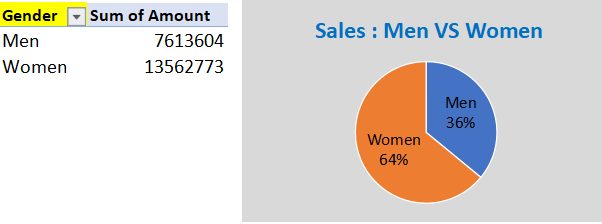 Gender Sum of Amount
Men 7613604
Women 13562773
Sales : Men VS Women
Men
36%
Women
64%